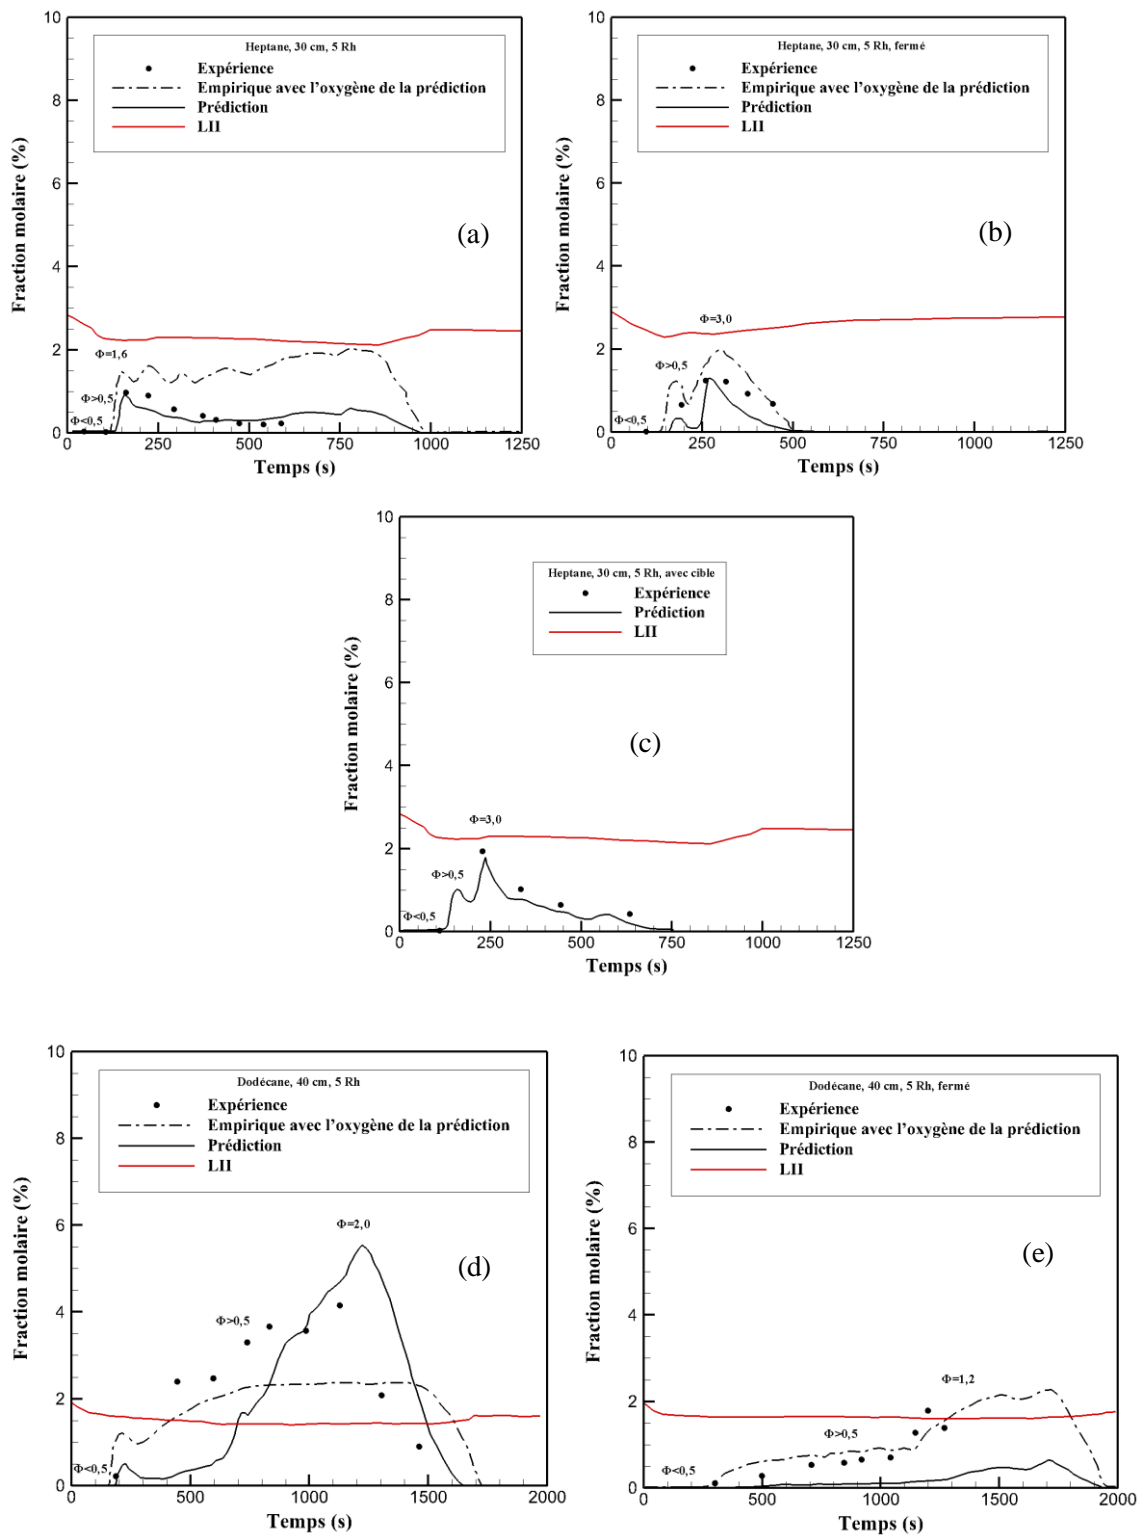 Heptane, 30 cm, 5 Rh
Expérience
Empirique avec l'oxygène de la prédiction
Prédiction
LII
Fraction molaire (%)
10
8
6
4
2
0
(a)
Φ=1,6
Φ>0,5
Φ<0,5
0 250 500 750 1000 1250
Temps (s)
Heptane, 30 cm, 5 Rh, fermé
Expérience
Empirique avec l'oxygène de la prédiction
Prédiction
LII
Fraction molaire (%)
10
8
6
4
2
0
(b)
Φ=3,0
Φ>0,5
Φ<0,5
0 250 500 750 1000 1250
Temps (s)
Heptane, 30 cm, 5 Rh, avec cible
Expérience
Prédiction
LII
Fraction molaire (%)
10
8
6
4
2
0
(c)
Φ=3,0
Φ>0,5
Φ<0,5
0 250 500 750 1000 1250
Temps (s)
Dodécane, 40 cm, 5 Rh
Expérience
Empirique avec l'oxygène de la prédiction
Prédiction
LII
Fraction molaire (%)
10
8
6
4
2
0
Φ=2,0
(d)
Φ>0,5
Φ<0,5
0 500 1000 1500 2000
Temps (s)
Dodécane, 40 cm, 5 Rh, fermé
Expérience
Empirique avec l'oxygène de la prédiction
Prédiction
LII
Fraction molaire (%)
10
8
6
4
2
0
(e)
Φ=1,2
Φ>0,5
Φ<0,5
0 500 1000 1500 2000
Temps (s)